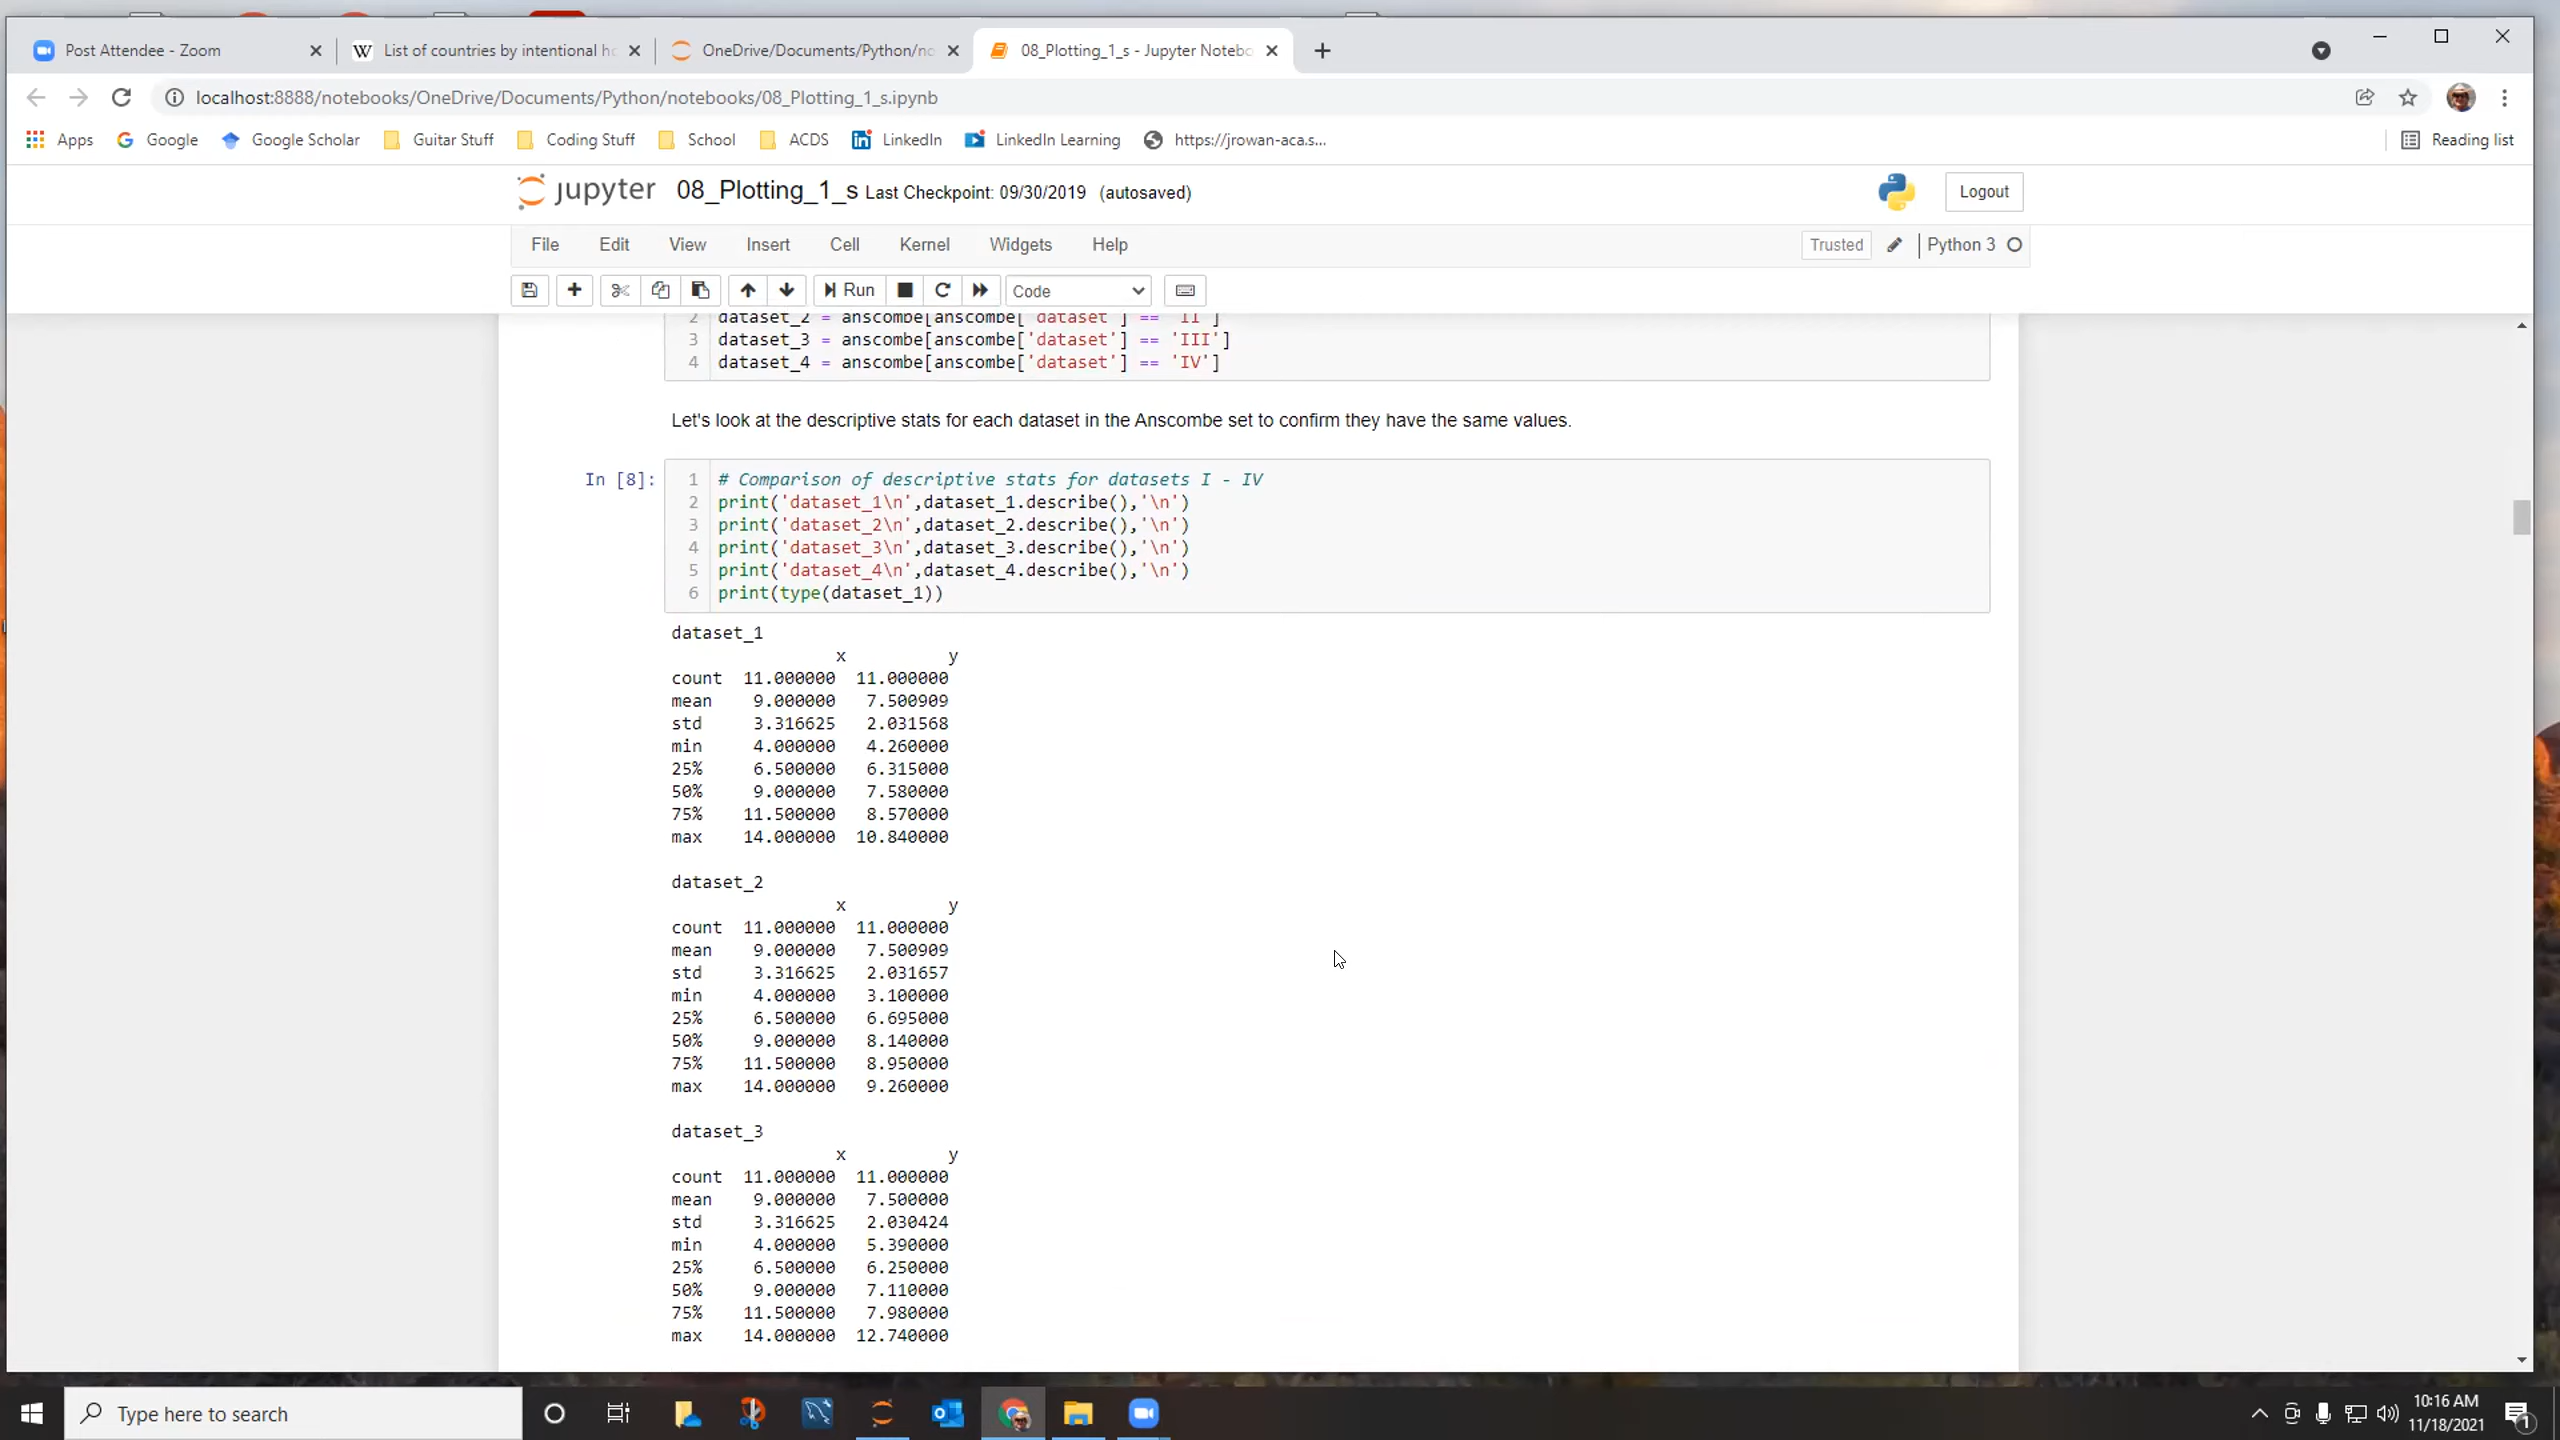 Post Attendee - Zoom
List of countries by intentional h
OneDrive/Documents/Python/n
08_Plotting_1_s - Jupyter Notebo
localhost:8888/notebooks/OneDrive/Documents/Python/notebooks/08_Plotting_1_s.ipynb
Apps Google Google Scholar Guitar Stuff Coding Stuff School ACDS LinkedIn LinkedIn Learning https://jrowan-aca.s... Reading list
jupyter 08_Plotting_1_s Last Checkpoint: 09/30/2019 (autosaved) Logout
File Edit View Insert Cell Kernel Widgets Help Trusted Python 3
Run Code
2 dataset_2 = anscombe[anscombe['dataset'] == 'II']
3 dataset_3 = anscombe[anscombe['dataset'] == 'III']
4 dataset_4 = anscombe[anscombe['dataset'] == 'IV']
Let's look at the descriptive stats for each dataset in the Anscombe set to confirm they have the same values.
In [8]:
1 # Comparison of descriptive stats for datasets I - IV
2 print('dataset_1\n',dataset_1.describe(),'\n')
3 print('dataset_2\n',dataset_2.describe(),'\n')
4 print('dataset_3\n',dataset_3.describe(),'\n')
5 print('dataset_4\n',dataset_4.describe(),'\n')
6 print(type(dataset_1))
dataset_1
x y
count 11.000000 11.000000
mean 9.000000 7.500909
std 3.316625 2.031568
min 4.000000 4.260000
25% 6.500000 6.315000
50% 9.000000 7.580000
75% 11.500000 8.570000
max 14.000000 10.840000
dataset_2
x y
count 11.000000 11.000000
mean 9.000000 7.500909
std 3.316625 2.031657
min 4.000000 3.100000
25% 6.500000 6.695000
50% 9.000000 8.140000
75% 11.500000 8.950000
max 14.000000 9.260000
dataset_3
x y
count 11.000000 11.000000
mean 9.000000 7.500000
std 3.316625 2.030424
min 4.000000 5.390000
25% 6.500000 6.250000
50% 9.000000 7.110000
75% 11.500000 7.980000
max 14.000000 12.740000
Type here to search
10:16 AM
11/18/2021
1